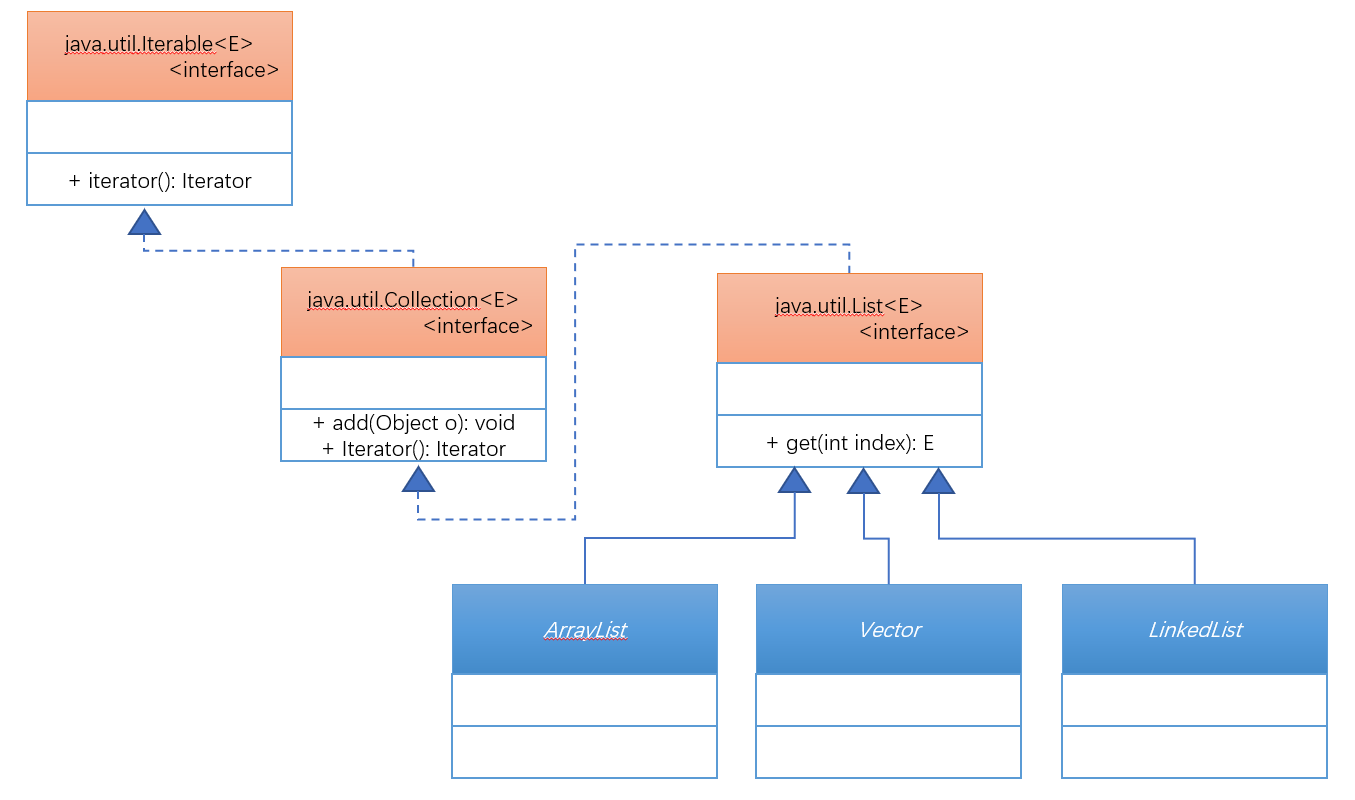 java.util.Iterable<E>
<interface>
+ iterator(): Iterator
java.util.Collection<E>
<interface>
+ add(Object o): void
+ Iterator(): Iterator
java.util.List<E>
<interface>
+ get(int index): E
ArrayList
Vector
LinkedList